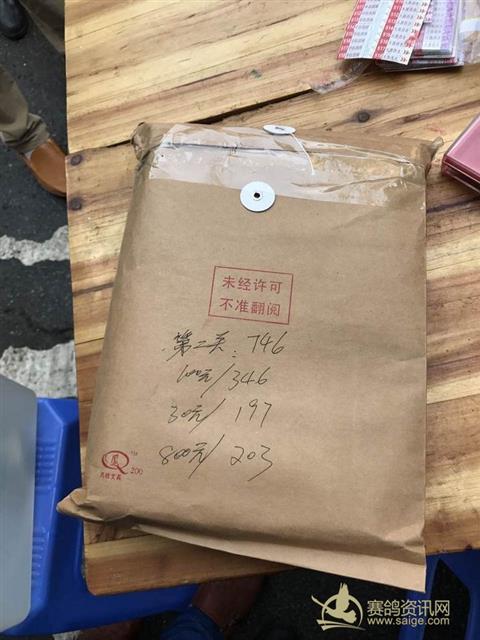 未经许可
不准翻阅
第二关: 746
100元/346
30元/197
800元/203
200
赛鸽资讯网
www.saige.com